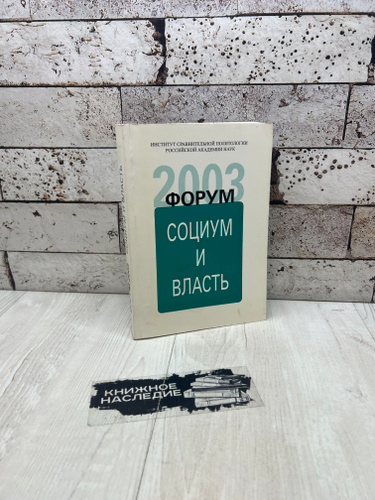 ИНСТИТУТ СРАВНИТЕЛЬНОЙ ПОЛИТОЛОГИИ
РОССИЙСКОЙ АКАДЕМИИ НАУК
2003
ФОРУМ
СОЦИУМ
И
ВЛАСТЬ
КНИЖНОЕ
НАСЛЕДИЕ